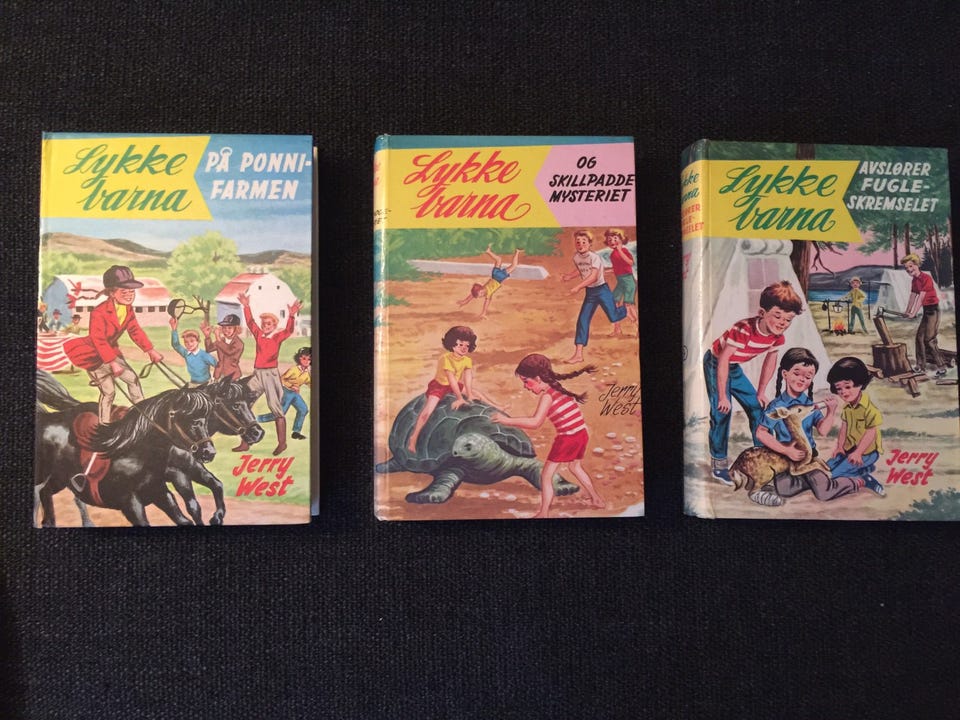 Lykke
barna
PÅ PONNI-
FARMEN
Jerry
West
Lykke
barna
OG
SKILLPADDE
MYSTERIET
Jerry
West
Lykke
barna
AVSLØRER
FUGLE-
SKREMSELET
Jerry
West